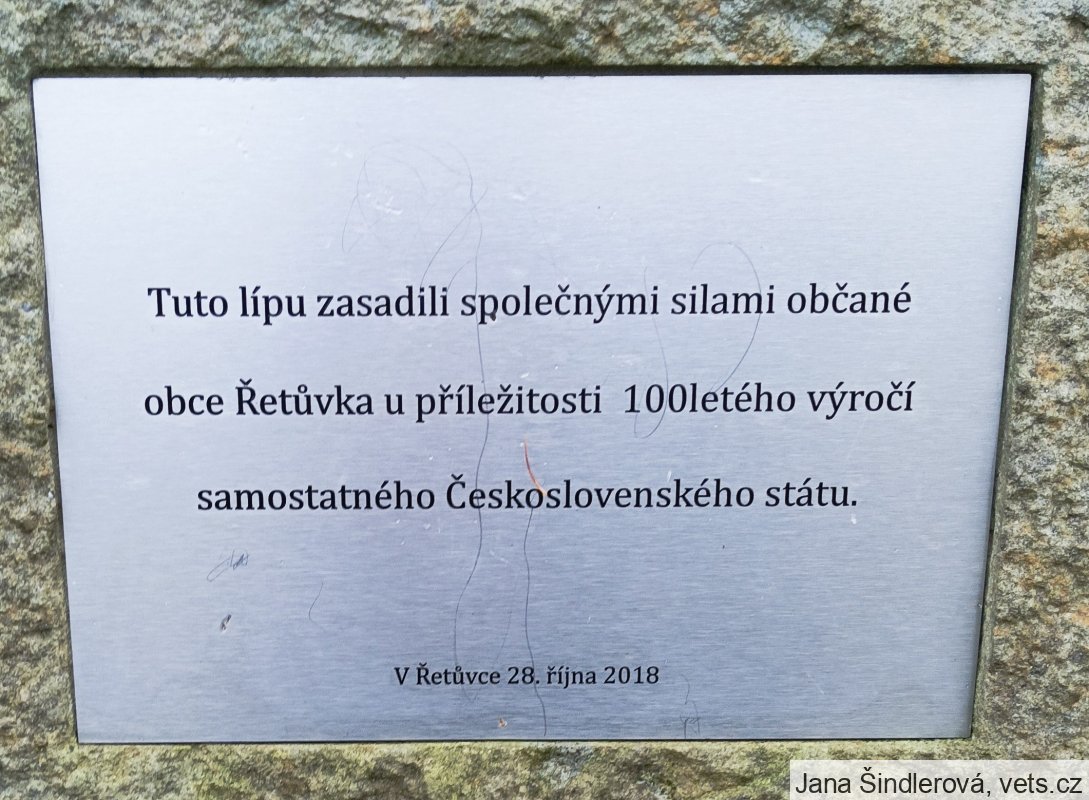 Tuto lípu zasadili společnými silami občané
obce Řetůvka u příležitosti 100letého výročí
samostatného Československého státu.
V Řetůvce 28. října 2018
Jana Šindlerová, vets.cz